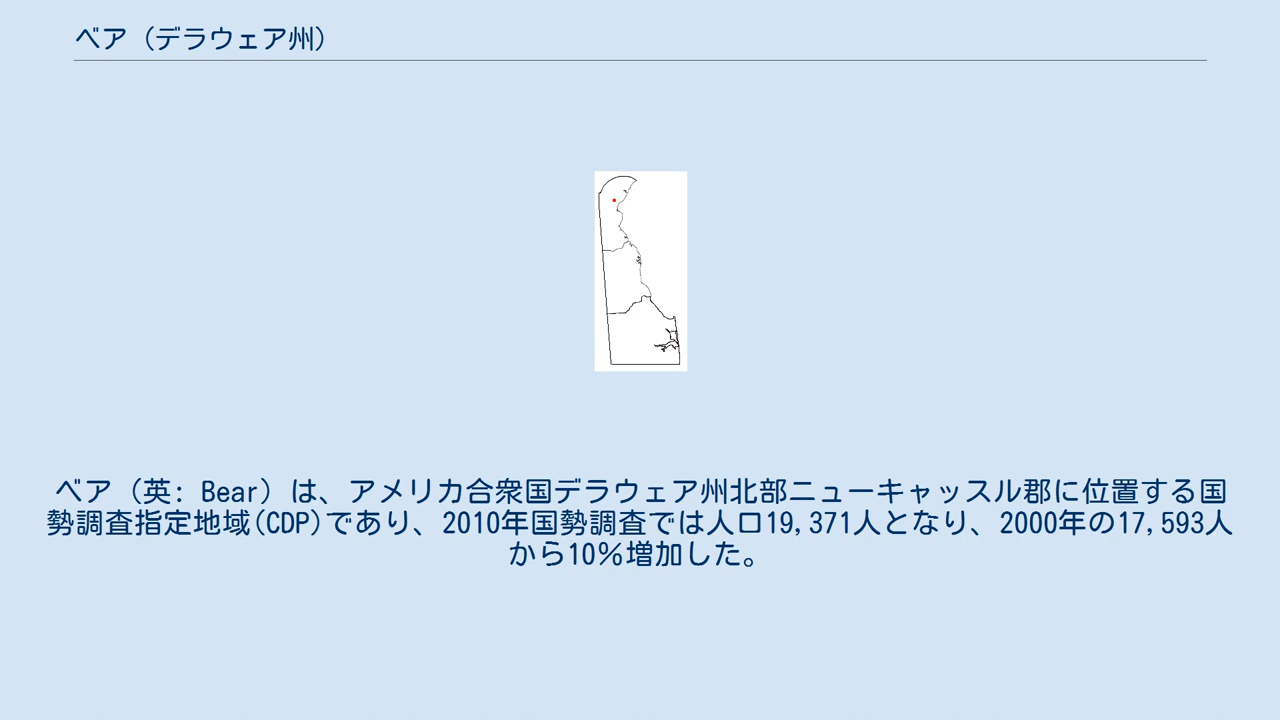 ベア (デラウェア州)
ベア (英: Bear) は、アメリカ合衆国デラウェア州北部ニューキャッスル郡に位置する国
勢調査指定地域(CDP)であり、2010年国勢調査では人口19,371人となり、2000年の17,593人
から10%増加した。